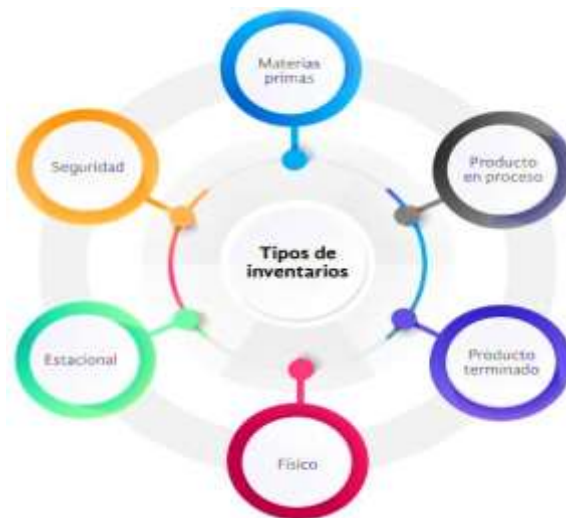 Materias
primas
Seguridad
Producto
en proceso
Tipos de
inventarios
Estacional
Producto
terminado
Físico